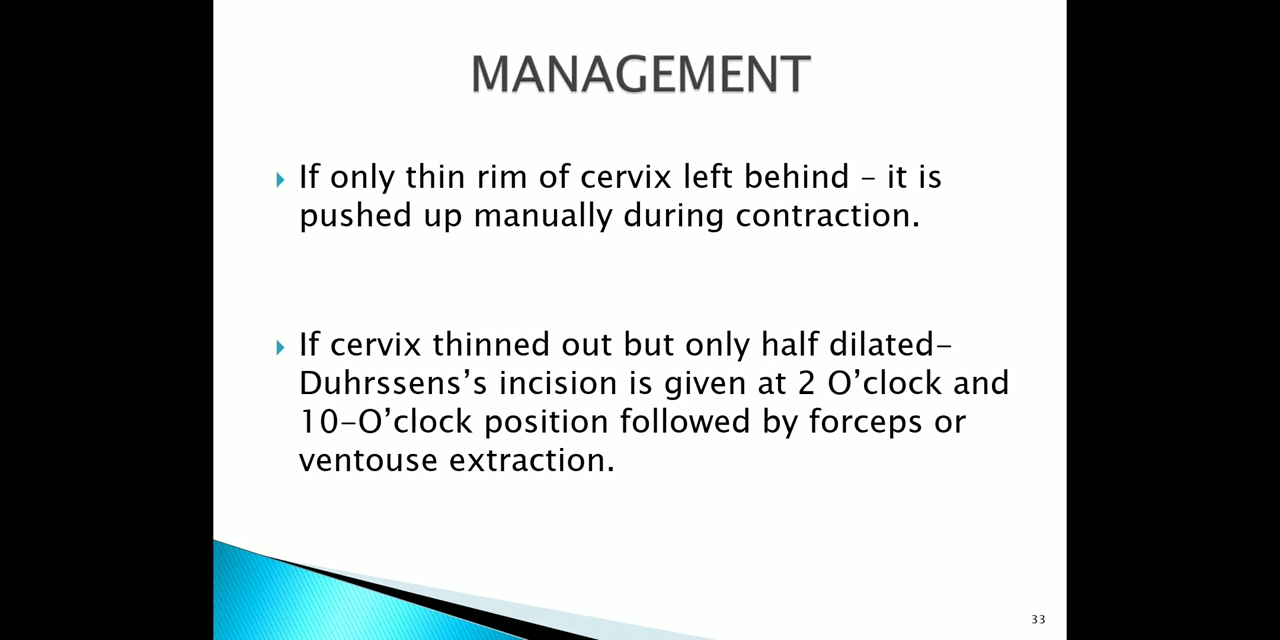 MANAGEMENT
If only thin rim of cervix left behind – it is
pushed up manually during contraction.
If cervix thinned out but only half dilated–
Duhrssens’s incision is given at 2 O’clock and
10–O’clock position followed by forceps or
ventouse extraction.
33